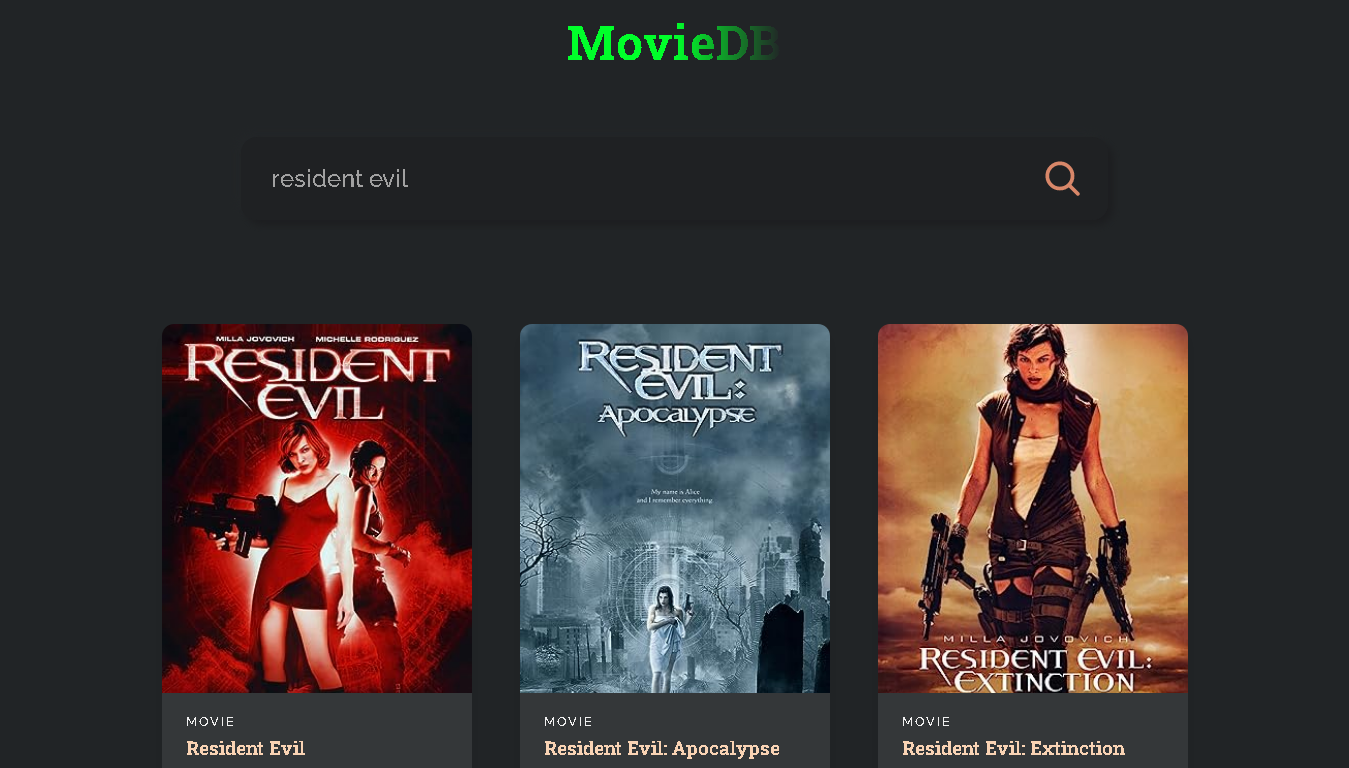 MovieDB
resident evil
MILLA JOVOVICH MICHELLE RODRIGUEZ
RESIDENT
EVIL
RESIDENT
EVIL:
APOCALYPSE
My name is Alice
and I remember everything
MILLA JOVOVICH
RESIDENT EVIL:
EXTINCTION
MOVIE
Resident Evil
MOVIE
Resident Evil: Apocalypse
MOVIE
Resident Evil: Extinction